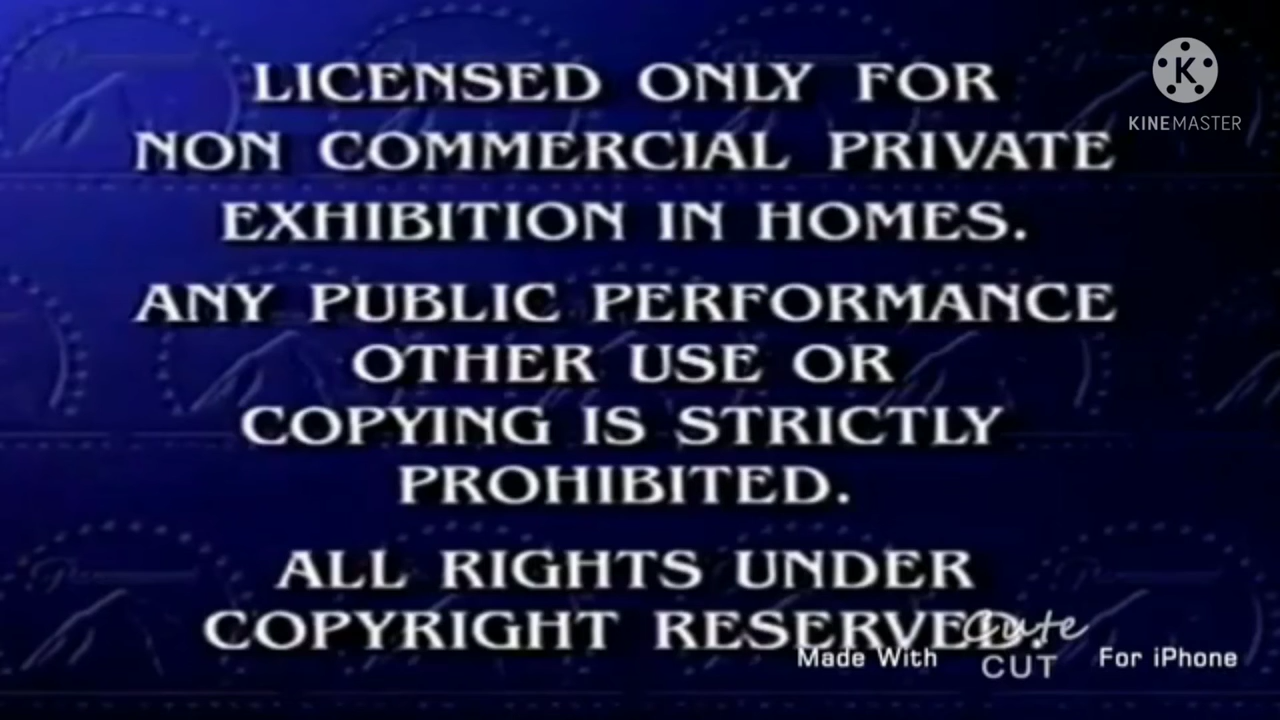 LICENSED ONLY FOR
NON COMMERCIAL PRIVATE
EXHIBITION IN HOMES.
ANY PUBLIC PERFORMANCE
OTHER USE OR
COPYING IS STRICTLY
PROHIBITED.
ALL RIGHTS UNDER
COPYRIGHT RESERVED.
K
KINEMASTER
Made With Cute CUT For iPhone